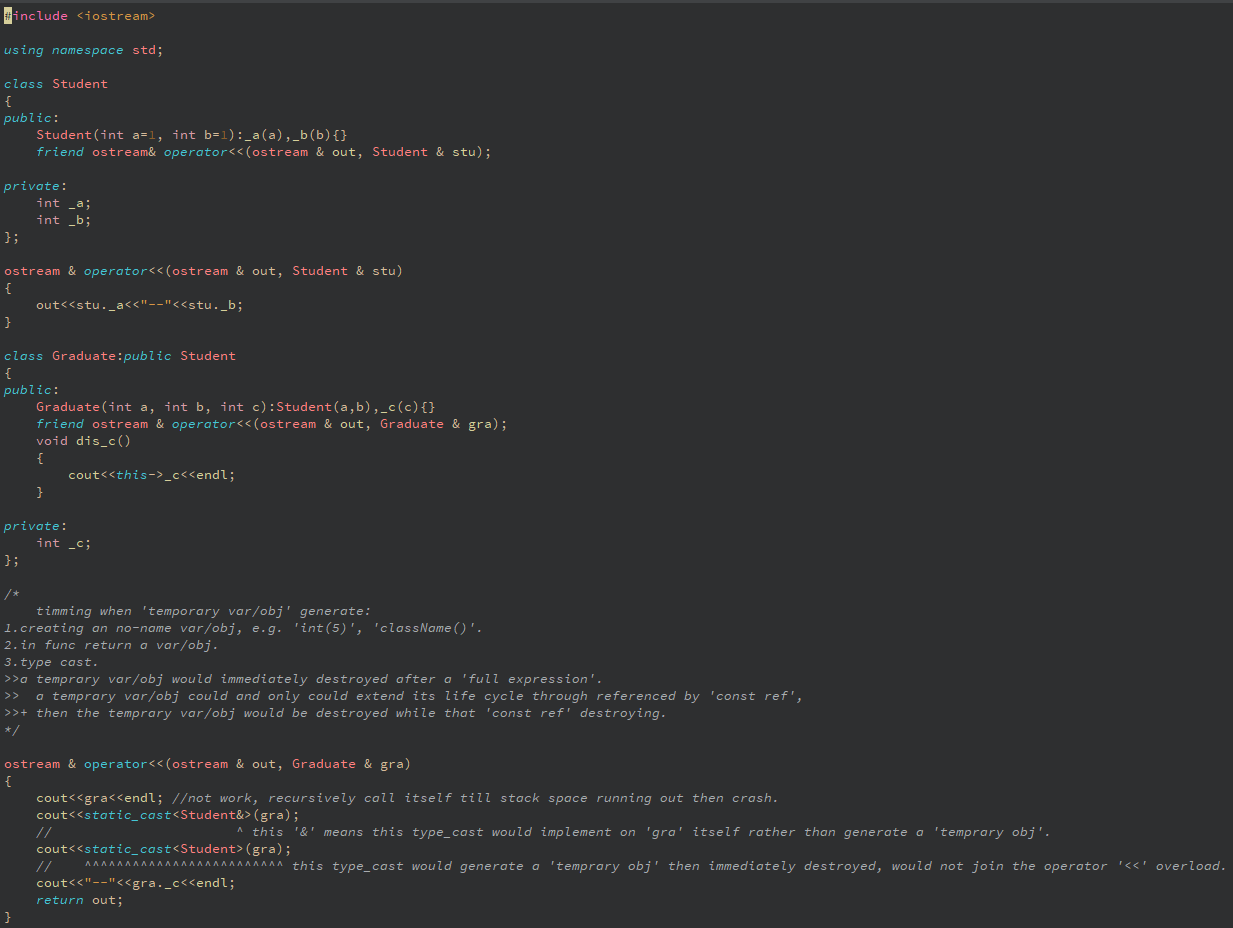 #include <iostream>
using namespace std;
class Student
{
public:
    Student(int a=1, int b=1):_a(a),_b(b){}
    friend ostream& operator<<(ostream & out, Student & stu);
private:
    int _a;
    int _b;
};
ostream & operator<<(ostream & out, Student & stu)
{
    out<<stu._a<<"--"<<stu._b;
}
class Graduate:public Student
{
public:
    Graduate(int a, int b, int c):Student(a,b),_c(c){}
    friend ostream & operator<<(ostream & out, Graduate & gra);
    void dis_c()
    {
        cout<<this->_c<<endl;
    }
private:
    int _c;
};
/*
    timming when 'temporary var/obj' generate:
1.creating an no-name var/obj, e.g. 'int(5)', 'className()'.
2.in func return a var/obj.
3.type cast.
>>a temprary var/obj would immediately destroyed after a 'full expression'.
>>  a temprary var/obj could and only could extend its life cycle through referenced by 'const ref',
>>+ then the temprary var/obj would be destroyed while that 'const ref' destroying.
*/
ostream & operator<<(ostream & out, Graduate & gra)
{
    cout<<gra<<endl; //not work, recursively call itself till stack space running out then crash.
    cout<<static_cast<Student&>(gra);
    //                       ^ this '&' means this type_cast would implement on 'gra' itself rather than generate a 'temprary obj'.
    cout<<static_cast<Student>(gra);
    //    ^^^^^^^^^^^^^^^^^^^^^^^^^ this type_cast would generate a 'temprary obj' then immediately destroyed, would not join the operator '<<' overload.
    cout<<"--"<<gra._c<<endl;
    return out;
}